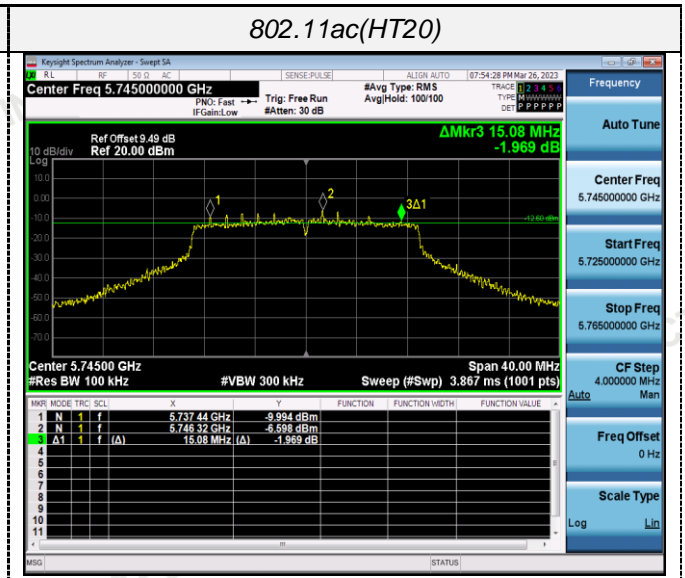 802.11ac(HT20)
Keysight Spectrum Analyzer - Swept SA
RL RF 50 Ω AC SENSE:PULSE ALIGN AUTO 07:54:28 PM Mar 26, 2023
Center Freq 5.745000000 GHz
PNO: Fast
IFGain:Low
Trig: Free Run
#Atten: 30 dB
#Avg Type: RMS
Avg|Hold: 100/100
TRACE 1 2 3 4 5 6
TYPE M WWWWW
DET P P P P P P
Ref Offset 9.49 dB
Ref 20.00 dBm
10 dB/div
Log
ΔMkr3 15.08 MHz
-1.969 dB
10.0
0.00
-10.0
-20.0
-30.0
-40.0
-50.0
-60.0
-70.0
1
2
3Δ1
-12.60 dBm
Center 5.74500 GHz
#Res BW 100 kHz
#VBW 300 kHz
Span 40.00 MHz
Sweep (#Swp) 3.867 ms (1001 pts)
MKR MODE TRC SCL X Y FUNCTION FUNCTION WIDTH FUNCTION VALUE
1 N 1 f 5.737 44 GHz -9.994 dBm
2 N 1 f 5.746 32 GHz -6.598 dBm
3 Δ1 1 f (Δ) 15.08 MHz (Δ) -1.969 dB
4
5
6
7
8
9
10
11
MSG STATUS
Frequency
Auto Tune
Center Freq
5.745000000 GHz
Start Freq
5.725000000 GHz
Stop Freq
5.765000000 GHz
CF Step
4.000000 MHz
Auto Man
Freq Offset
0 Hz
Scale Type
Log Lin